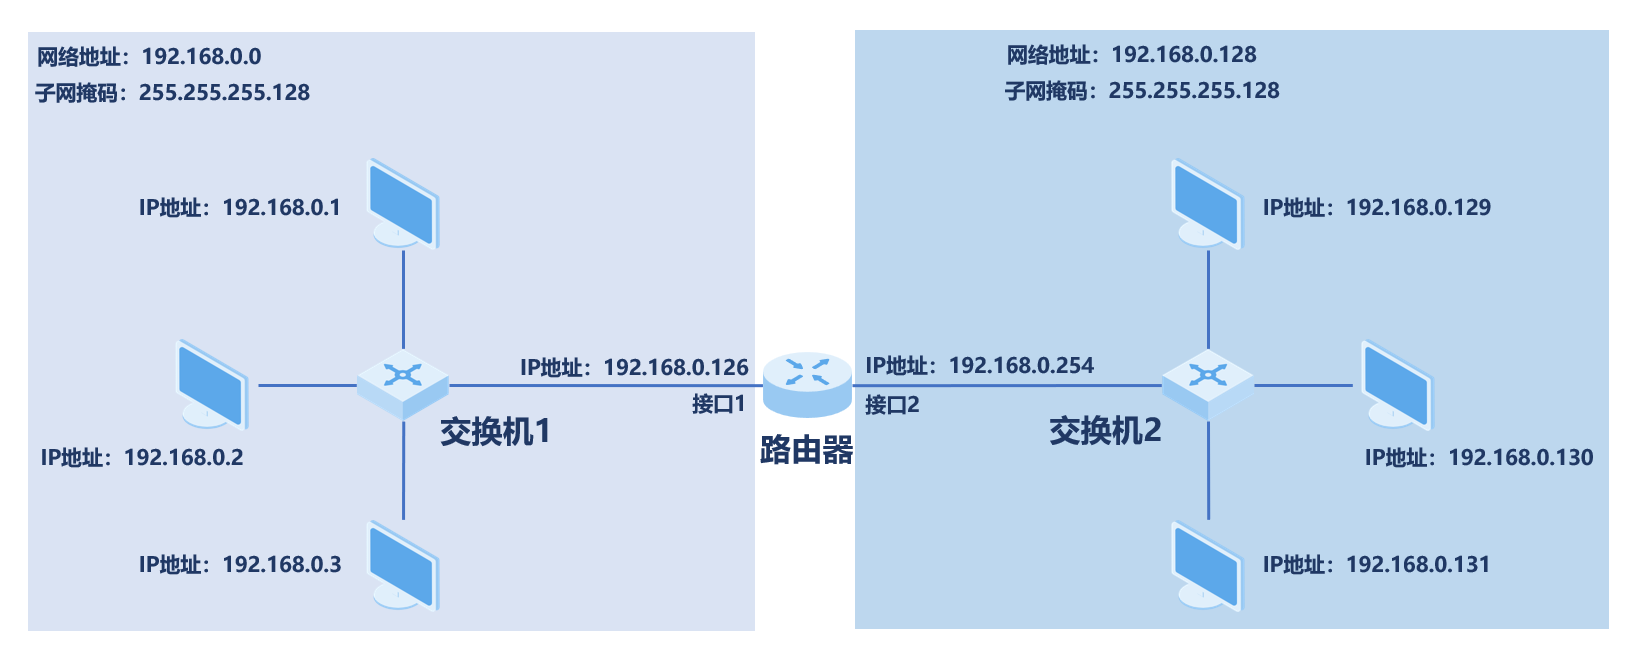 网络地址：192.168.0.0
子网掩码：255.255.255.128
IP地址：192.168.0.1
IP地址：192.168.0.126
接口1
交换机1
IP地址：192.168.0.2
IP地址：192.168.0.3
路由器
网络地址：192.168.0.128
子网掩码：255.255.255.128
IP地址：192.168.0.129
IP地址：192.168.0.254
接口2
交换机2
IP地址：192.168.0.130
IP地址：192.168.0.131